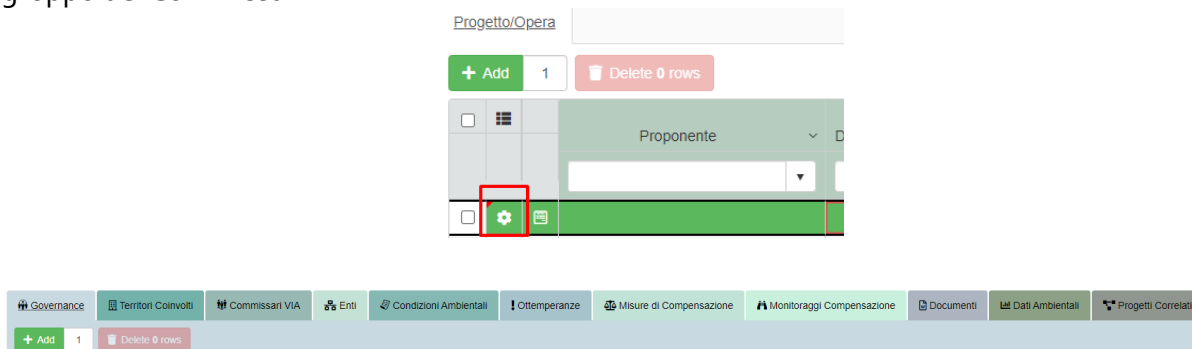 Progetto/Opera
+ Add 1 Delete 0 rows
Proponente D
Governance Territori Coinvolti Commissari VIA Enti Condizioni Ambientali Ottemperanze Misure di Compensazione Monitoraggi Compensazione Documenti Dati Ambientali Progetti Correlati
+ Add 1 Delete 0 rows